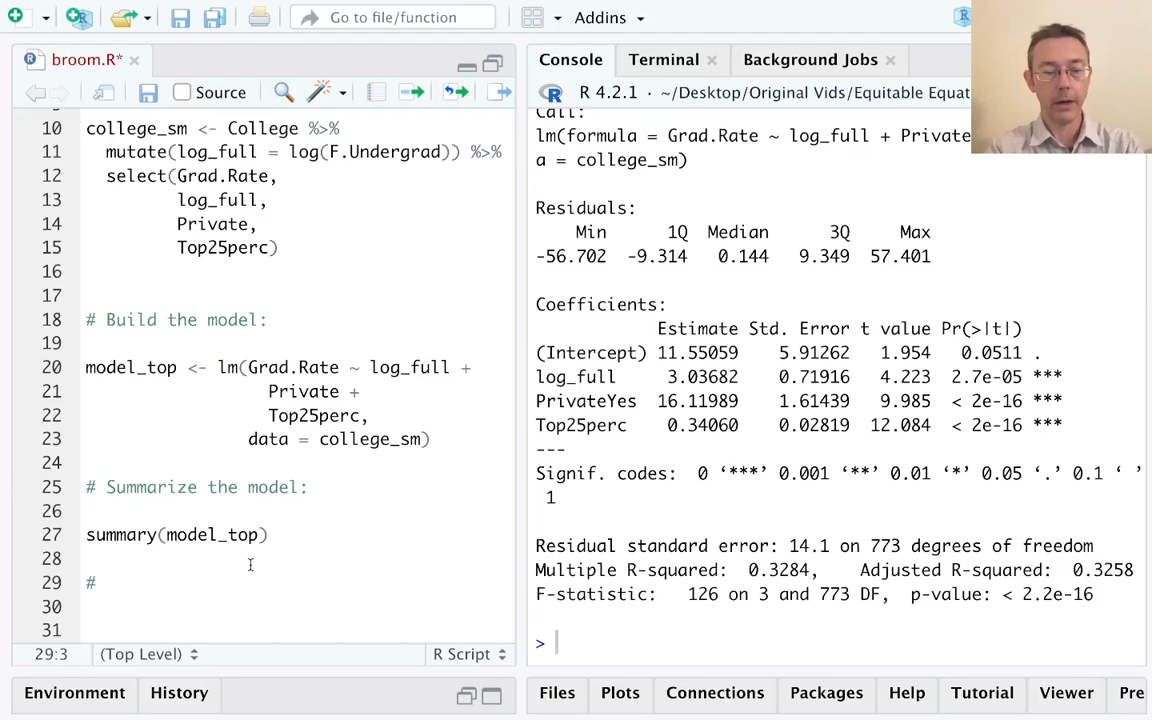 Go to file/function
Addins
broom.R*
Source
10 college_sm <- College %>%
11 mutate(log_full = log(F.Undergrad)) %>%
12 select(Grad.Rate,
13 log_full,
14 Private,
15 Top25perc)
16
17
18 # Build the model:
19
20 model_top <- lm(Grad.Rate ~ log_full +
21 Private +
22 Top25perc,
23 data = college_sm)
24
25 # Summarize the model:
26
27 summary(model_top)
28
29 #
30
31
29:3 (Top Level) R Script
Environment History
Console Terminal Background Jobs
R 4.2.1 · ~/Desktop/Original Vids/Equitable Equat
Call:
lm(formula = Grad.Rate ~ log_full + Private
a = college_sm)
Residuals:
Min 1Q Median 3Q Max
-56.702 -9.314 0.144 9.349 57.401
Coefficients:
Estimate Std. Error t value Pr(>|t|)
(Intercept) 11.55059 5.91262 1.954 0.0511 .
log_full 3.03682 0.71916 4.223 2.7e-05 ***
PrivateYes 16.11989 1.61439 9.985 < 2e-16 ***
Top25perc 0.34060 0.02819 12.084 < 2e-16 ***
---
Signif. codes: 0 ‘***’ 0.001 ‘**’ 0.01 ‘*’ 0.05 ‘.’ 0.1 ‘ ’
1
Residual standard error: 14.1 on 773 degrees of freedom
Multiple R-squared: 0.3284, Adjusted R-squared: 0.3258
F-statistic: 126 on 3 and 773 DF, p-value: < 2.2e-16
>
Files Plots Connections Packages Help Tutorial Viewer Pre